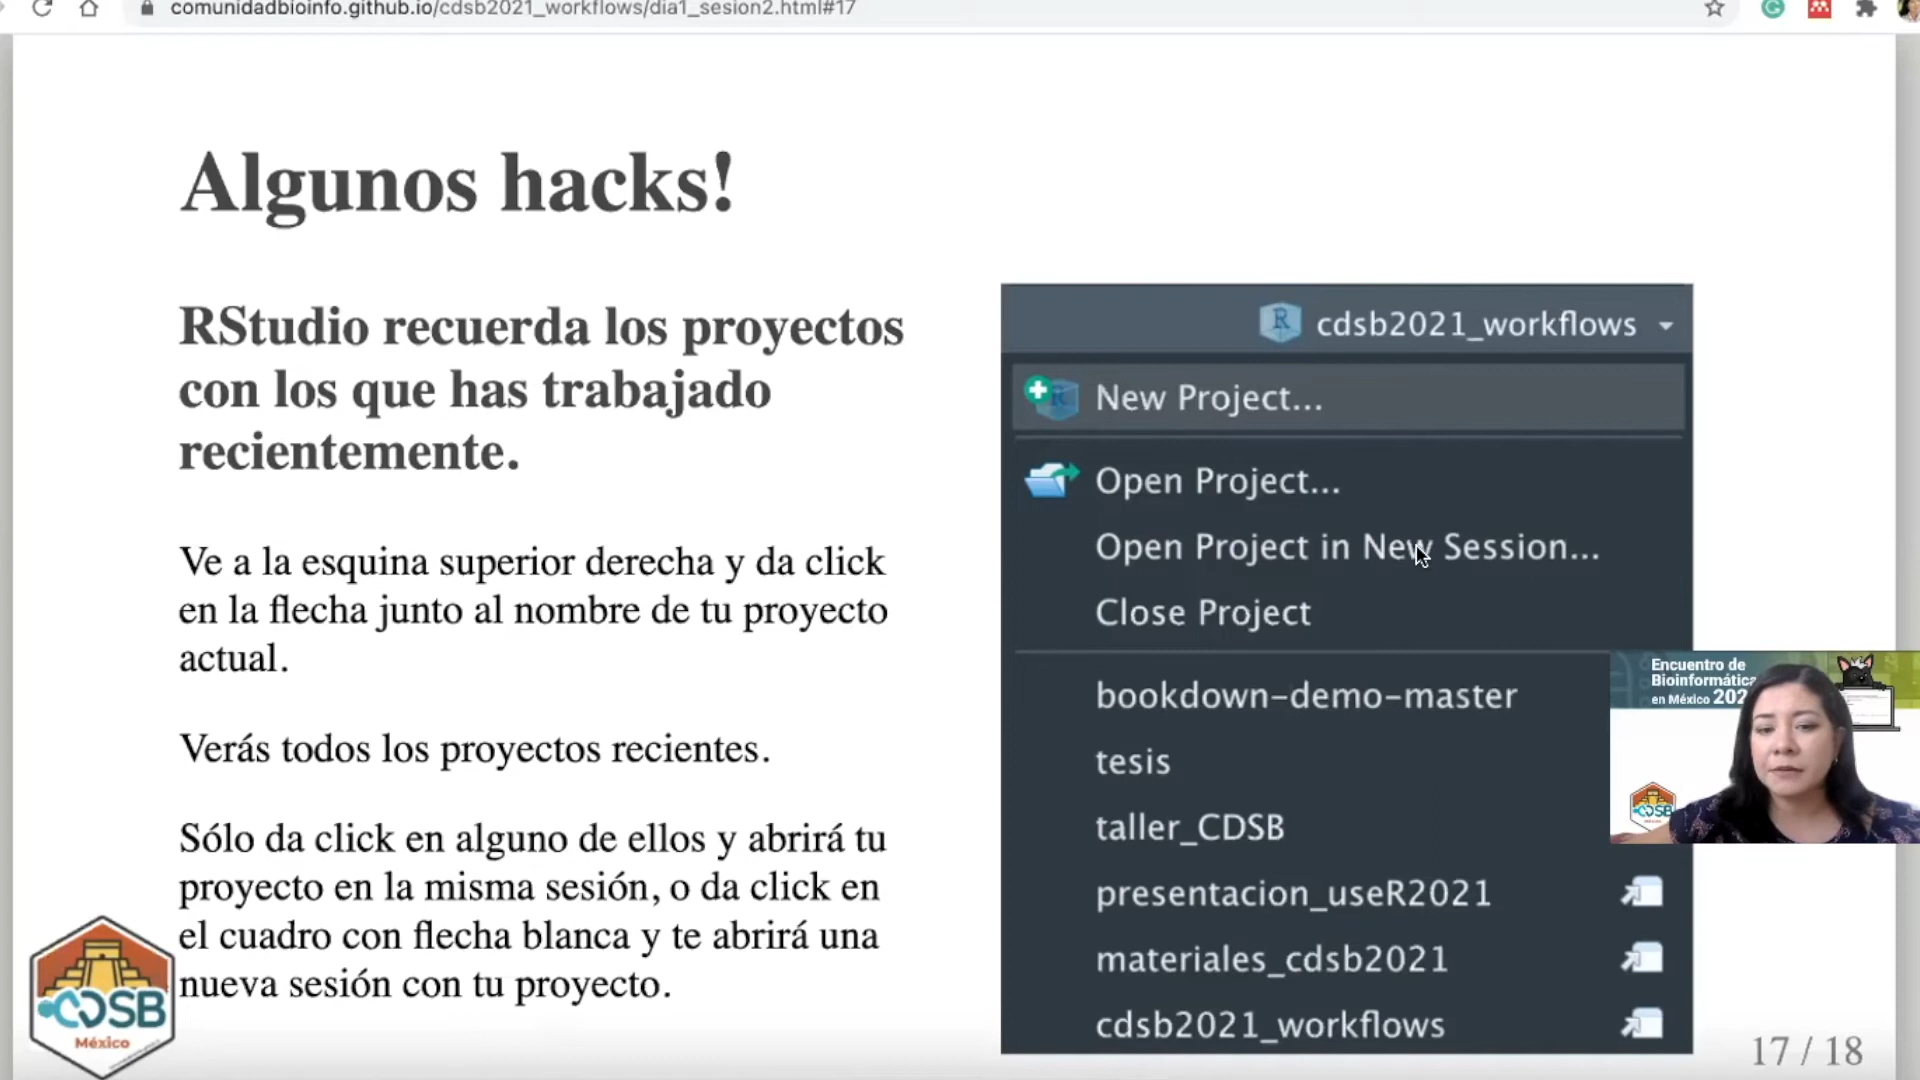 comunidadbioinfo.github.io/cdsb2021_workflows/dia1_sesion2.html#17
Algunos hacks!
RStudio recuerda los proyectos
con los que has trabajado
recientemente.
Ve a la esquina superior derecha y da click
en la flecha junto al nombre de tu proyecto
actual.
Verás todos los proyectos recientes.
Sólo da click en alguno de ellos y abrirá tu
proyecto en la misma sesión, o da click en
el cuadro con flecha blanca y te abrirá una
nueva sesión con tu proyecto.
R cdsb2021_workflows
New Project...
Open Project...
Open Project in New Session...
Close Project
bookdown-demo-master
tesis
taller_CDSB
presentacion_useR2021
materiales_cdsb2021
cdsb2021_workflows
Encuentro de
Bioinformática
en México
CDSB
CDSB
México
17 / 18